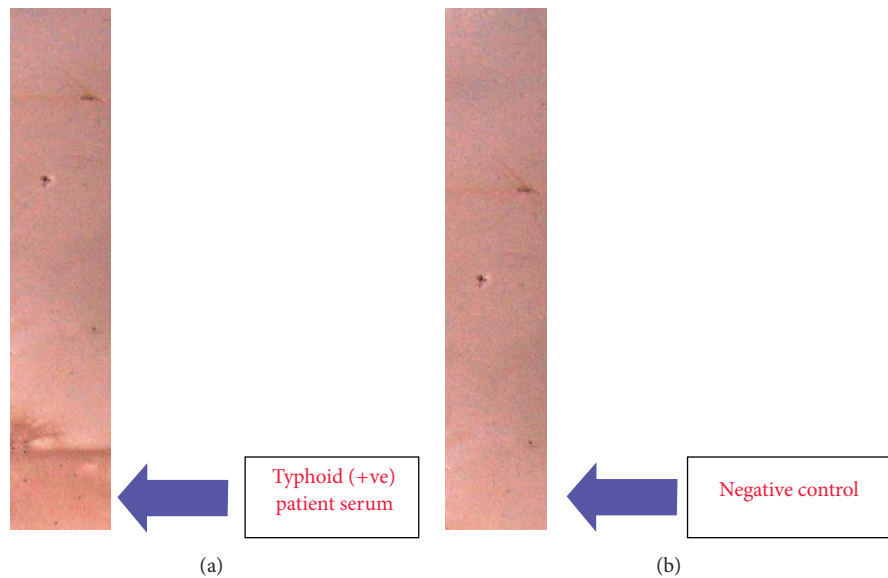 Typhoid (+ve)
patient serum
Negative control
(a)
(b)